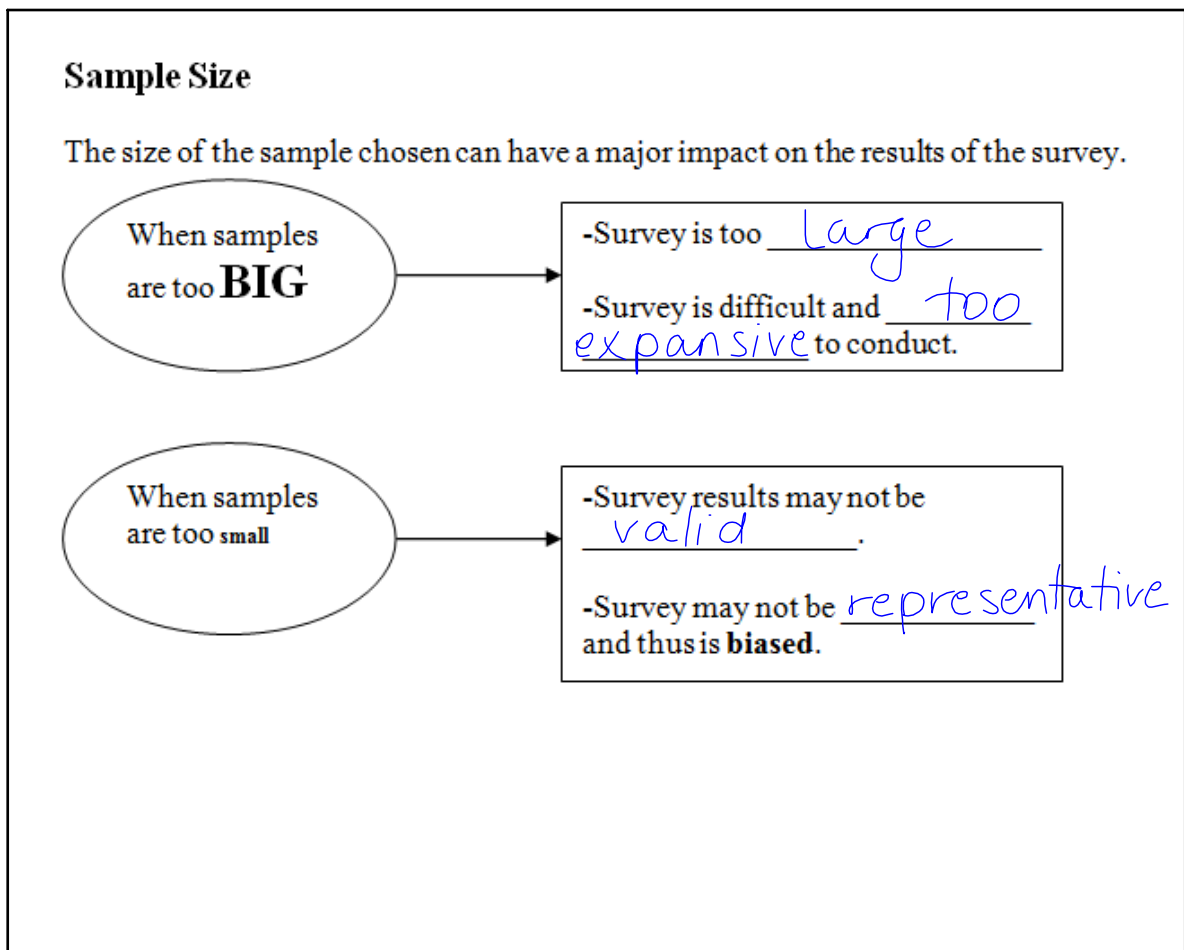 Sample Size
The size of the sample chosen can have a major impact on the results of the survey.
When samples
are too BIG
-Survey is too Large
-Survey is difficult and too
expansive to conduct.
When samples
are too small
-Survey results may not be
valid.
-Survey may not be representative
and thus is biased.